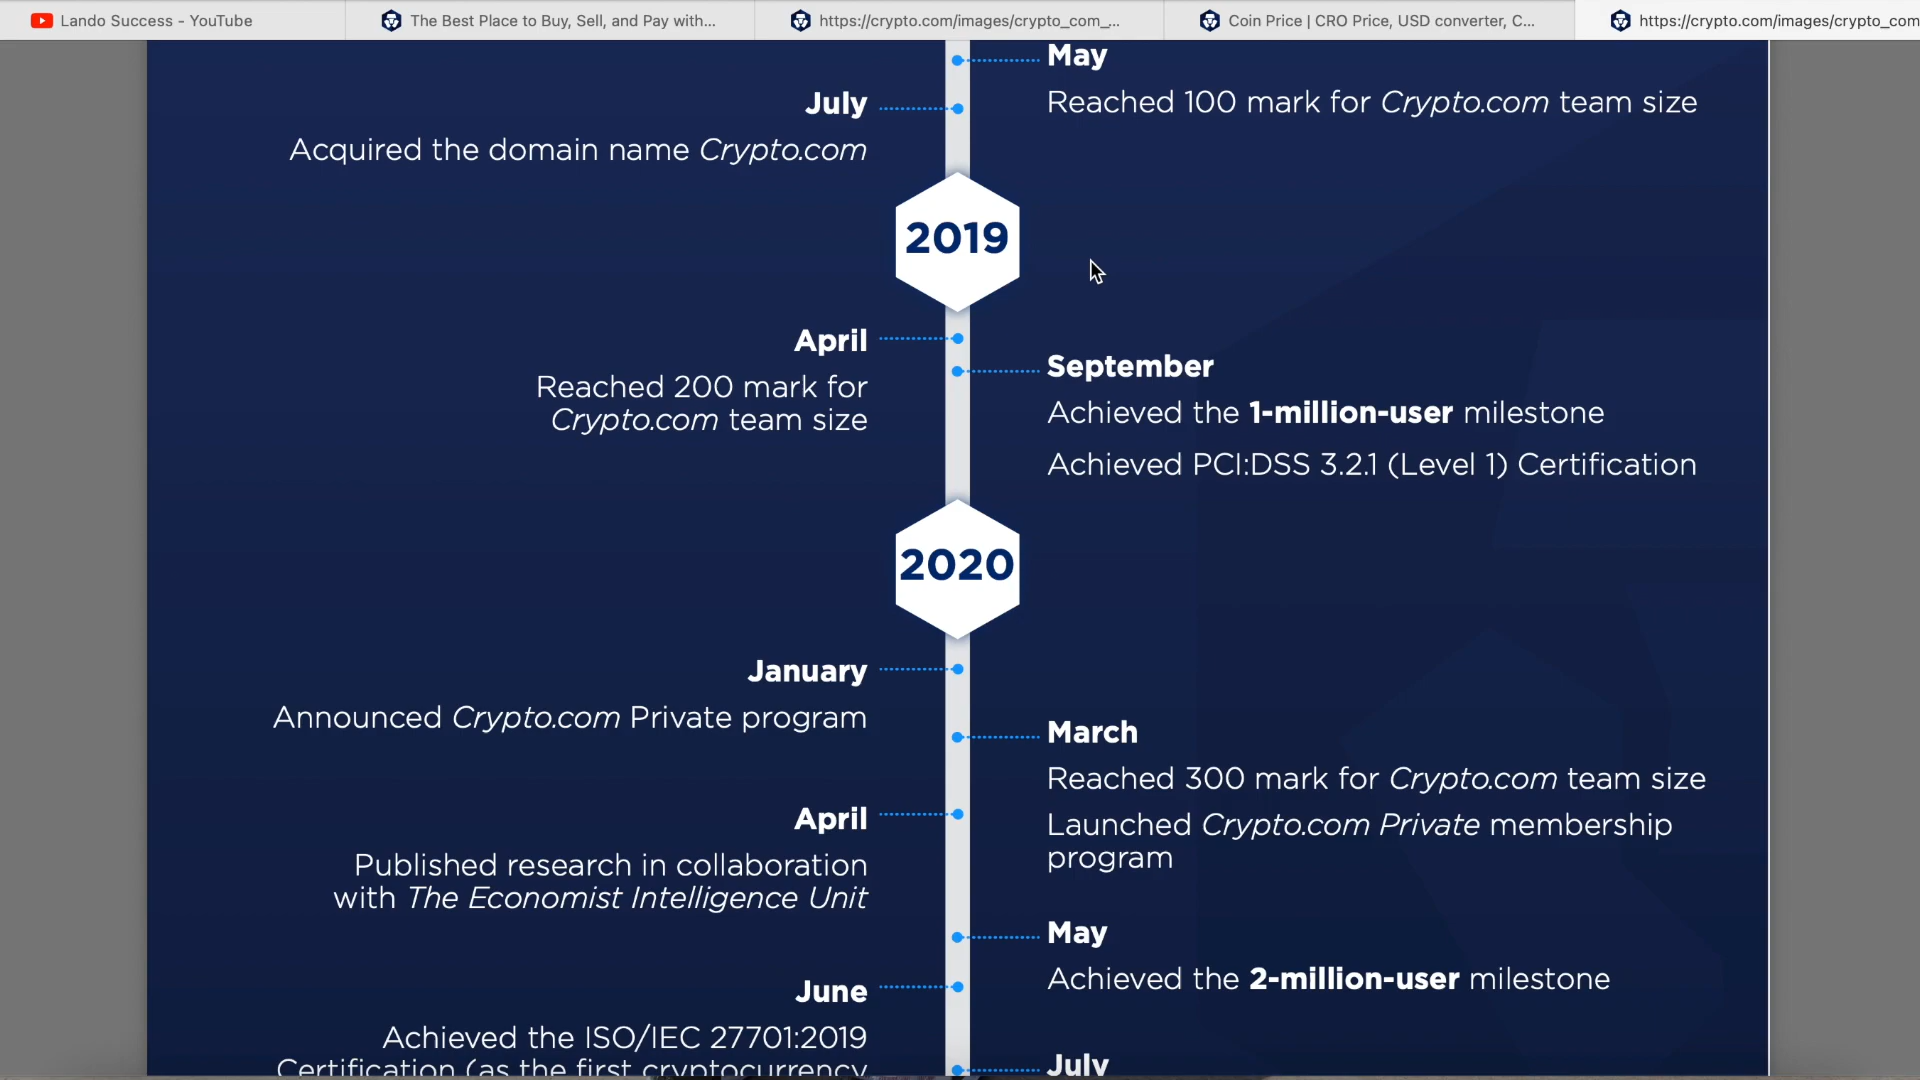 Lando Success - YouTube
The Best Place to Buy, Sell, and Pay with...
https://crypto.com/images/crypto_com_...
Coin Price | CRO Price, USD converter, C...
https://crypto.com/images/crypto_com
May
Reached 100 mark for Crypto.com team size
July
Acquired the domain name Crypto.com
2019
April
Reached 200 mark for
Crypto.com team size
September
Achieved the 1-million-user milestone
Achieved PCI:DSS 3.2.1 (Level 1) Certification
2020
January
Announced Crypto.com Private program
March
Reached 300 mark for Crypto.com team size
Launched Crypto.com Private membership
program
April
Published research in collaboration
with The Economist Intelligence Unit
May
Achieved the 2-million-user milestone
June
Achieved the ISO/IEC 27701:2019
Certification (as the first cryptocurrency
July